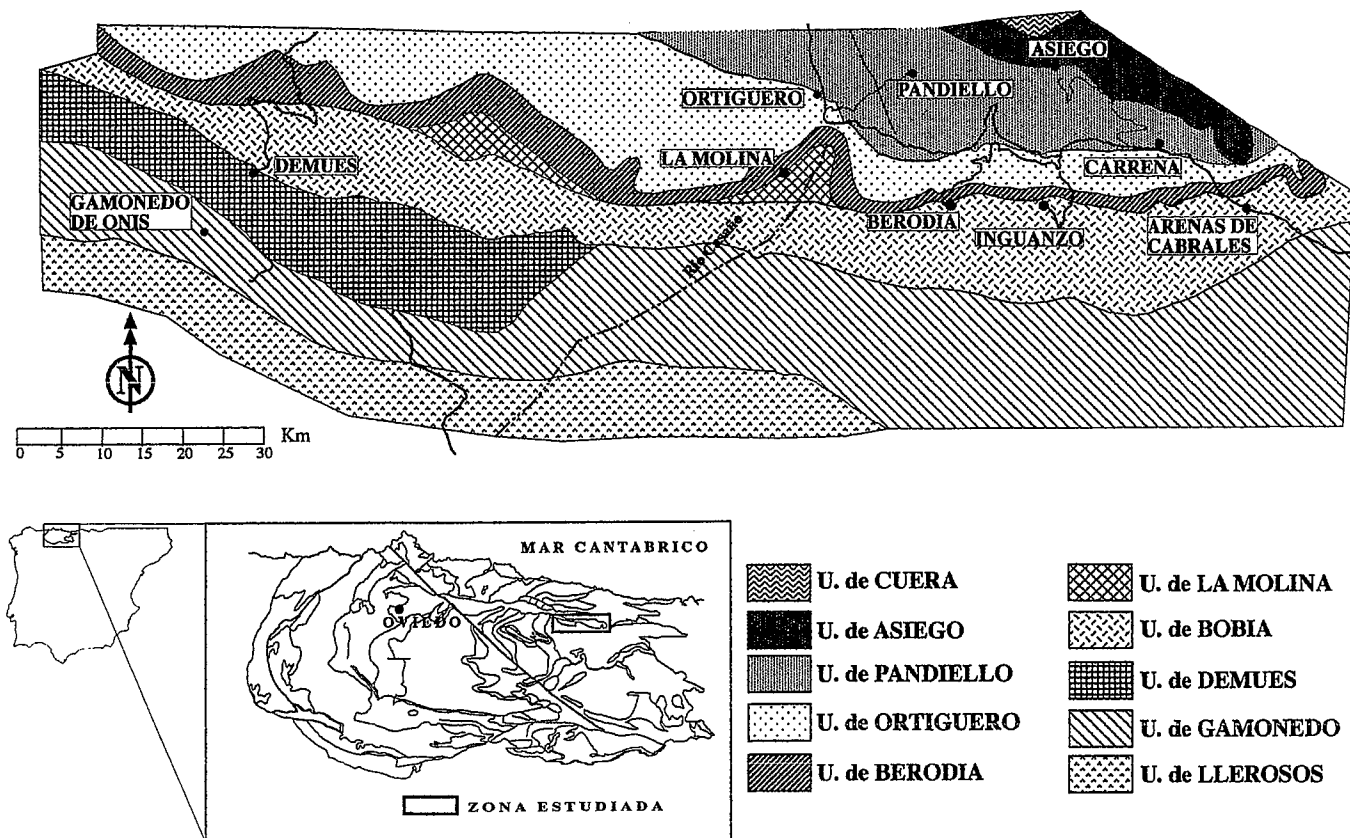 ASIEGO
PANDIELLO
ORTIGUERO
LA MOLINA
CARREÑA
DEMUES
GAMONEDO
DE ONIS
BERODIA
INGUANZO
ARENAS DE
CABRALES
Río Casaño
N
0 5 10 15 20 25 30 Km
MAR CANTABRICO
OVIEDO
ZONA ESTUDIADA
U. de CUERA
U. de ASIEGO
U. de PANDIELLO
U. de ORTIGUERO
U. de BERODIA
U. de LA MOLINA
U. de BOBIA
U. de DEMUES
U. de GAMONEDO
U. de LLEROSOS